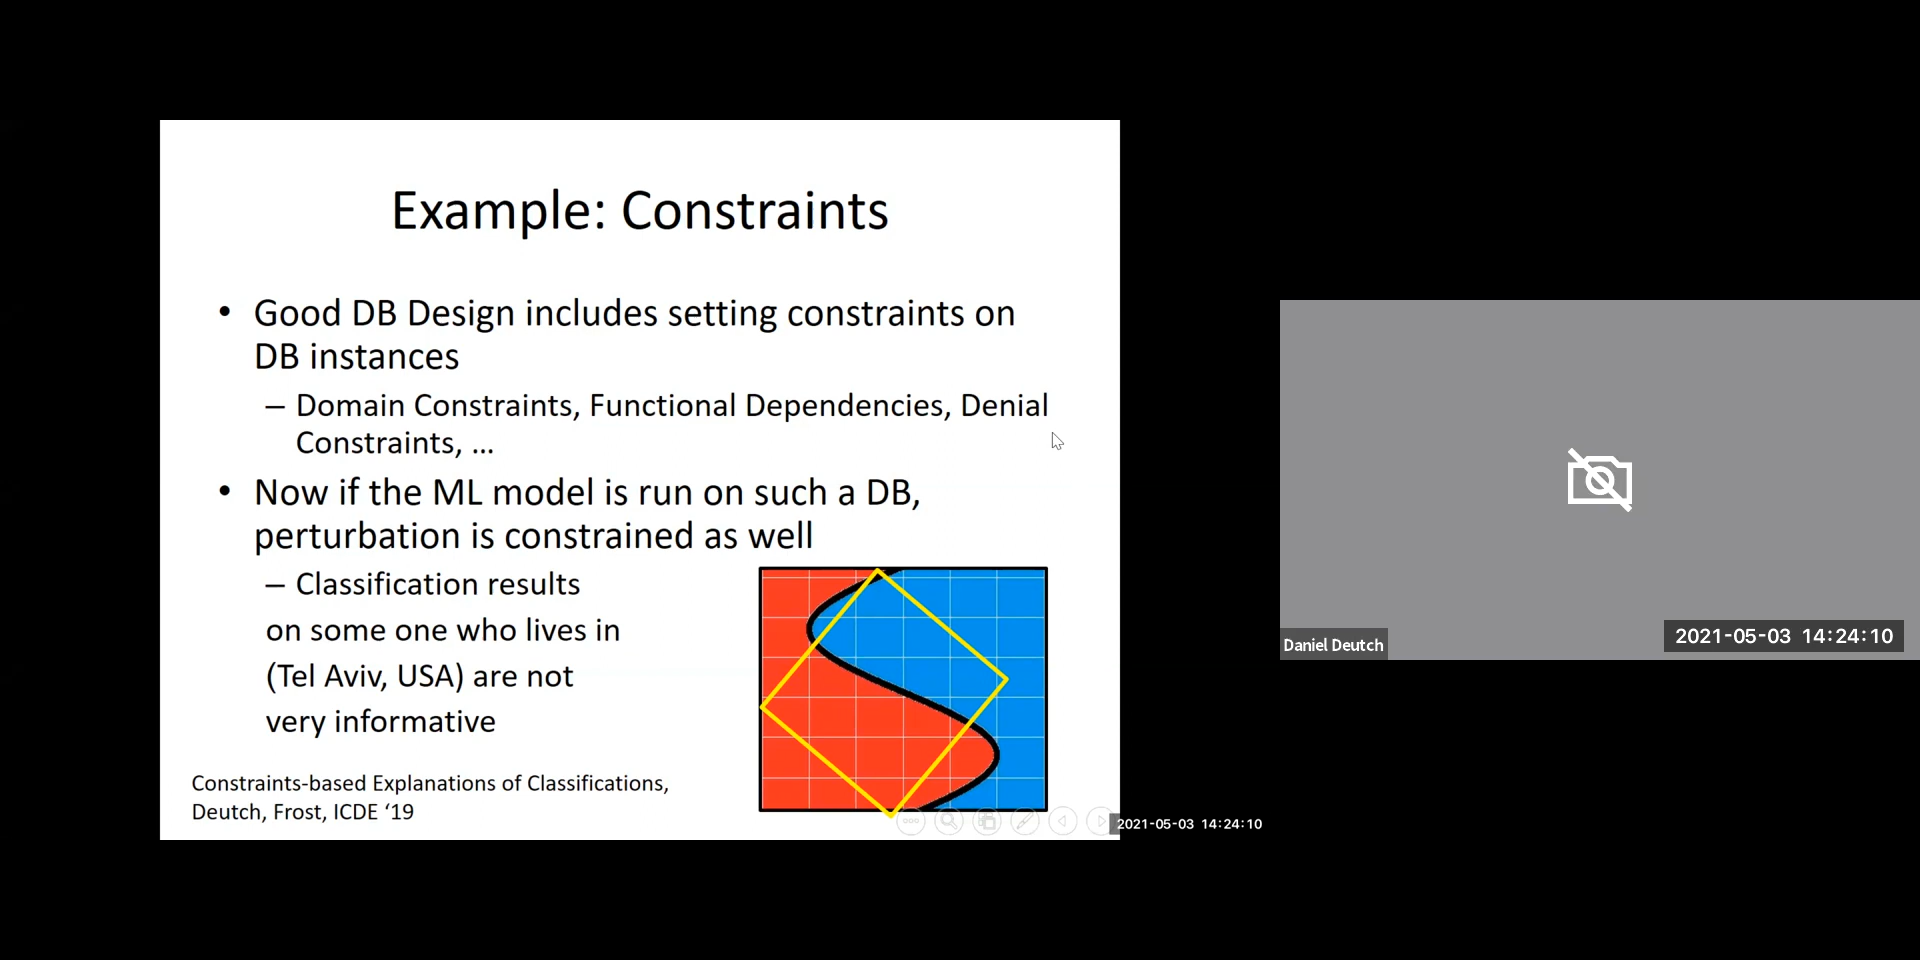 Example: Constraints
• Good DB Design includes setting constraints on
DB instances
– Domain Constraints, Functional Dependencies, Denial
Constraints, ...
• Now if the ML model is run on such a DB,
perturbation is constrained as well
– Classification results
on some one who lives in
(Tel Aviv, USA) are not
very informative
Constraints-based Explanations of Classifications,
Deutch, Frost, ICDE ‘19
2021-05-03 14:24:10
Daniel Deutch
2021-05-03 14:24:10